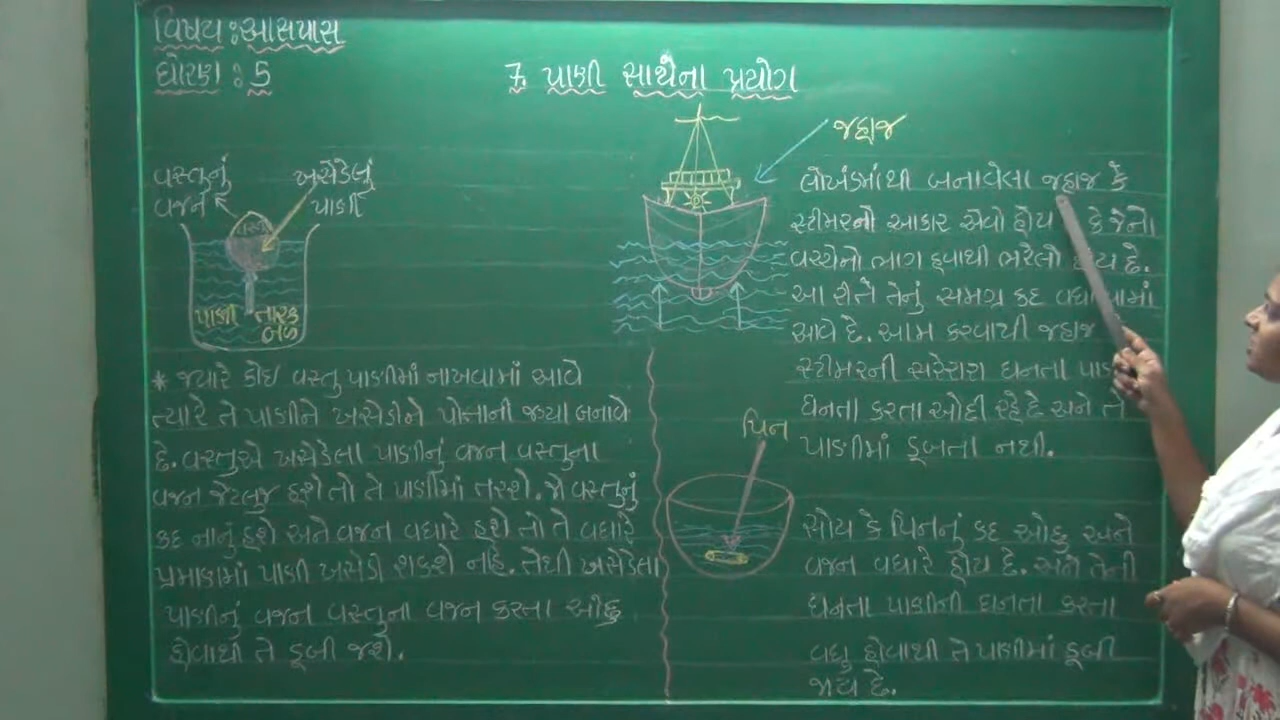 વિષય : આસપાસ
ધોરણ : 5
7. પાણી સાથેના પ્રયોગ
વસ્તુનું વજન
ખસેડેલું પાણી
વસ્તુ
પાણી
તારક બળ
* જ્યારે કોઈ વસ્તુ પાણીમાં નાખવામાં આવે
ત્યારે તે પાણીને ખસેડીને પોતાની જગ્યા બનાવે
છે. વસ્તુએ ખસેડેલા પાણીનું વજન વસ્તુના
વજન જેટલુજ હશે તો તે પાણીમાં તરશે. જો વસ્તુનું
કદ નાનું હશે અને વજન વધારે હશે તો તે વધારે
પ્રમાણમાં પાણી ખસેડી શકશે નહિ. તેથી ખસેડેલા
પાણીનું વજન વસ્તુના વજન કરતા ઓછુ
હોવાથી તે ડૂબી જશે.
જહાજ
લોખંડમાંથી બનાવેલા જહાજ કે
સ્ટીમરનો આકાર એવો હોય કે જેનો
વચ્ચેનો ભાગ હવાથી ભરેલો હોય છે.
આ રીતે તેનું સમગ્ર કદ વધારવામાં
આવે છે. આમ કરવાથી જહાજ
સ્ટીમરની સરેરાશ ઘનતા
ઘનતા કરતા ઓછી રહે છે અને તે
પાણીમાં ડૂબતા નથી.
પિન
સોય કે પિનનું કદ ઓછુ અને
વજન વધારે હોય છે. અને તેની
ઘનતા પાણીની ઘનતા કરતા
વધુ હોવાથી તે પાણીમાં ડૂબી
જાય છે.